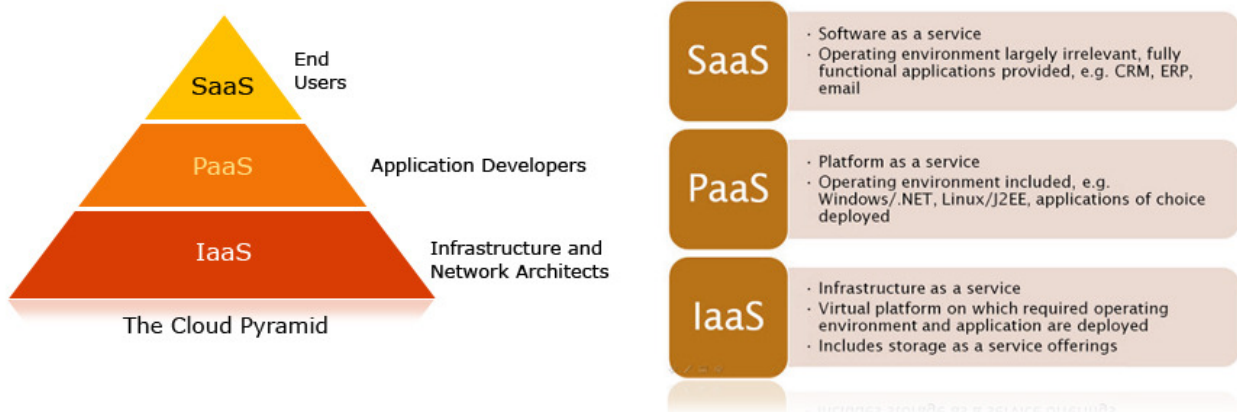 SaaS
End
Users
PaaS
Application Developers
IaaS
Infrastructure and
Network Architects
The Cloud Pyramid
SaaS
· Software as a service
· Operating environment largely irrelevant, fully
functional applications provided, e.g. CRM, ERP,
email
PaaS
· Platform as a service
· Operating environment included, e.g.
Windows/.NET, Linux/J2EE, applications of choice
deployed
IaaS
· Infrastructure as a service
· Virtual platform on which required operating
environment and application are deployed
· Includes storage as a service offerings